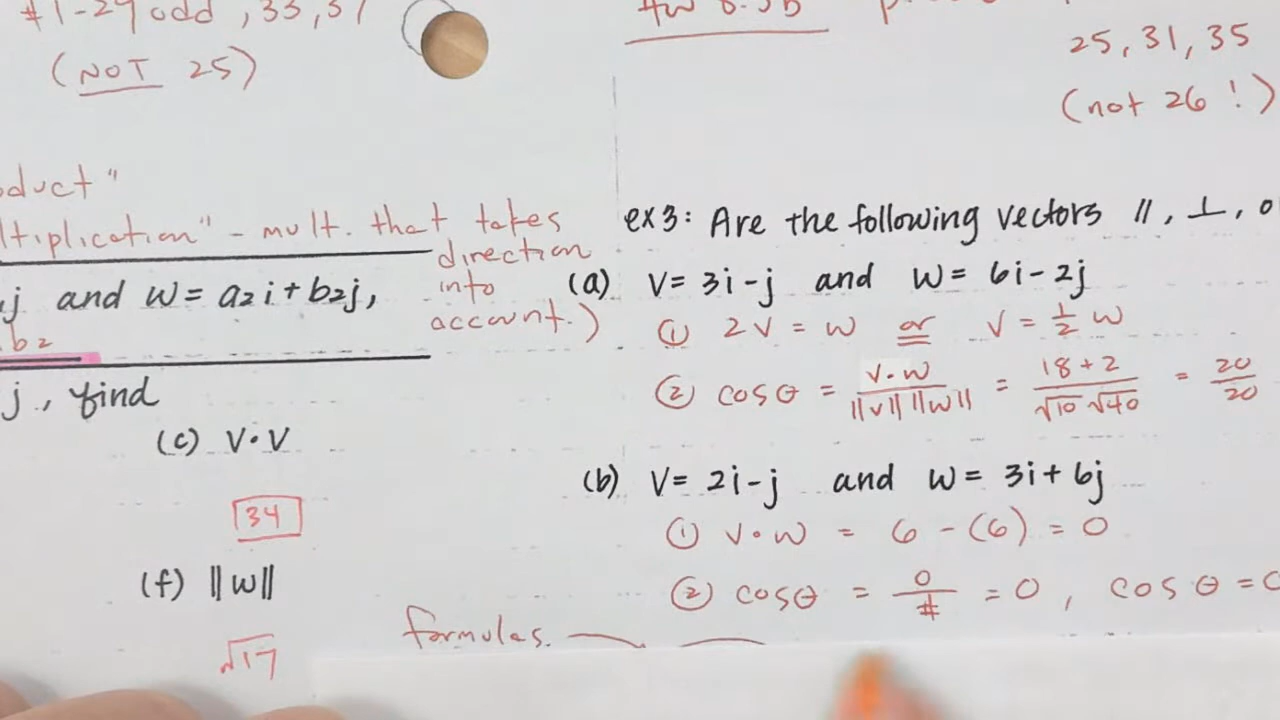 #1-29 odd, 33, 37
(NOT 25)
HW 8.5B
25, 31, 35
(not 26!)
oduct"
ltiplication" - mult. that takes
direction
into
account.)
j and w = a2i + b2j,
b2
j, find
(c) v·v
34
(f) ||w||
√17
formulas.
ex3: Are the following vectors //, ⊥, o
(a) v = 3i - j and w = 6i - 2j
① 2v = w or v = 1/2 w
② cos θ = v·w / ||v|| ||w|| = 18+2 / √10 √40 = 20/20
(b) v = 2i - j and w = 3i + 6j
① v·w = 6 - (6) = 0
② cos θ = 0/# = 0, cos θ = 0